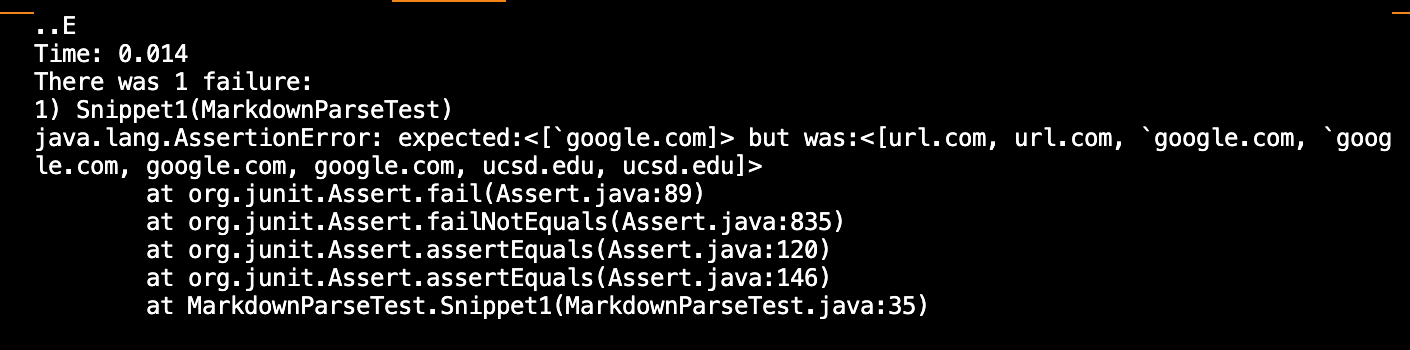 ..E
Time: 0.014
There was 1 failure:
1) Snippet1(MarkdownParseTest)
java.lang.AssertionError: expected:<[`google.com]> but was:<[url.com, url.com, `google.com, `goog
le.com, google.com, google.com, ucsd.edu, ucsd.edu]>
        at org.junit.Assert.fail(Assert.java:89)
        at org.junit.Assert.failNotEquals(Assert.java:835)
        at org.junit.Assert.assertEquals(Assert.java:120)
        at org.junit.Assert.assertEquals(Assert.java:146)
        at MarkdownParseTest.Snippet1(MarkdownParseTest.java:35)